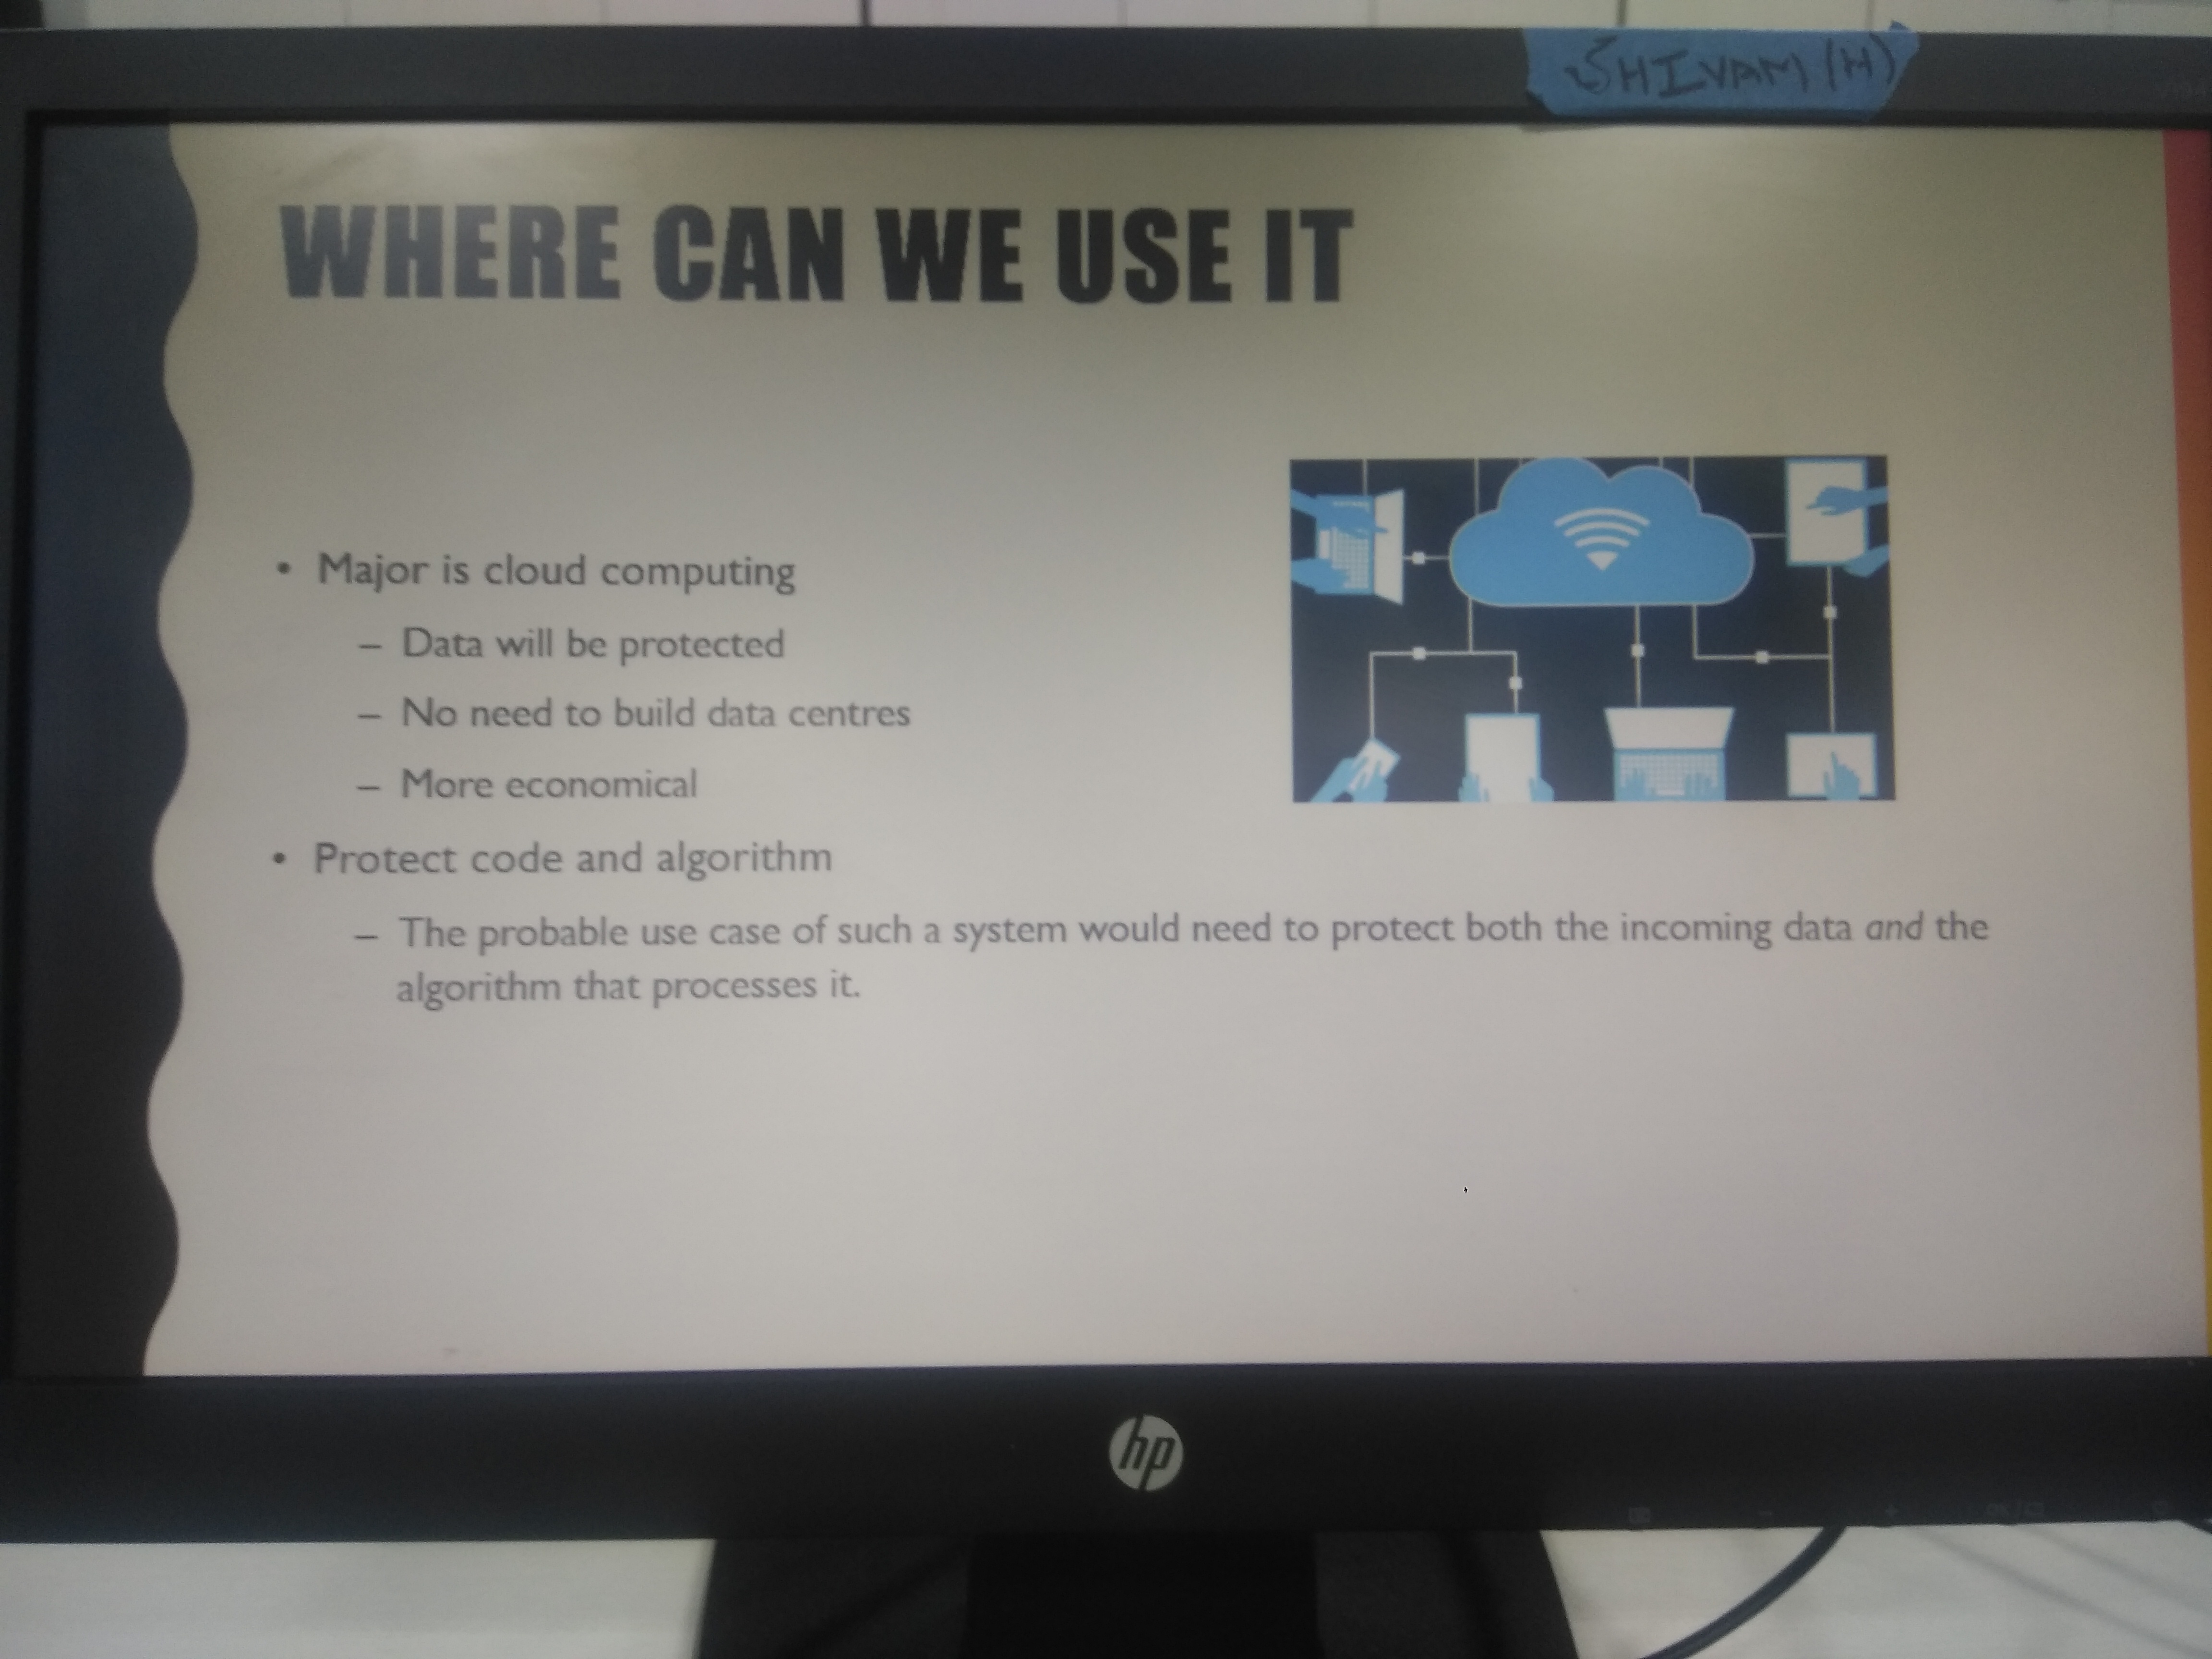 SHIVAM (H)
WHERE CAN WE USE IT
• Major is cloud computing
– Data will be protected
– No need to build data centres
– More economical
• Protect code and algorithm
– The probable use case of such a system would need to protect both the incoming data and the
algorithm that processes it.
hp